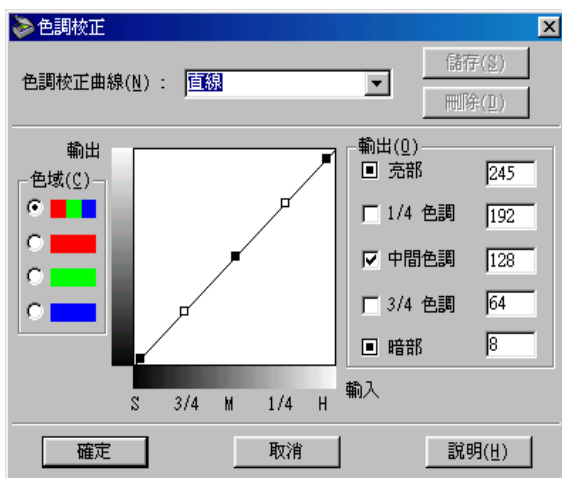 色調校正
色調校正曲線(N) : 直線
儲存(S)
刪除(D)
輸出
色域(C)
輸出(O)
亮部 245
1/4 色調 192
中間色調 128
3/4 色調 64
暗部 8
輸入
S 3/4 M 1/4 H
確定 取消 說明(H)